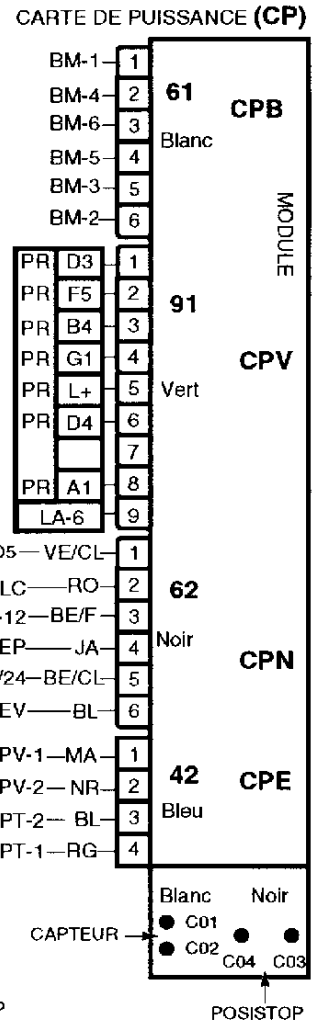 CARTE DE PUISSANCE (CP)
BM-1 1
BM-4 2 61 CPB
BM-6 3
Blanc
BM-5 4
BM-3 5
BM-2 6
MODULE
PR D3 1
PR F5 2 91
PR B4 3
PR G1 4 CPV
PR L+ 5 Vert
PR D4 6
7
PR A1 8
LA-6 9
VE/CL 1
LC RO 2 62
-12 BE/F 3
EP JA 4 Noir
CPN
/24-BE/CL 5
EV BL 6
PV-1-MA 1
PV-2-NR 2 42 CPE
PT-2-BL 3 Bleu
PT-1-RG 4
Blanc Noir
C01
CAPTEUR
C02
C04 C03
POSISTOP